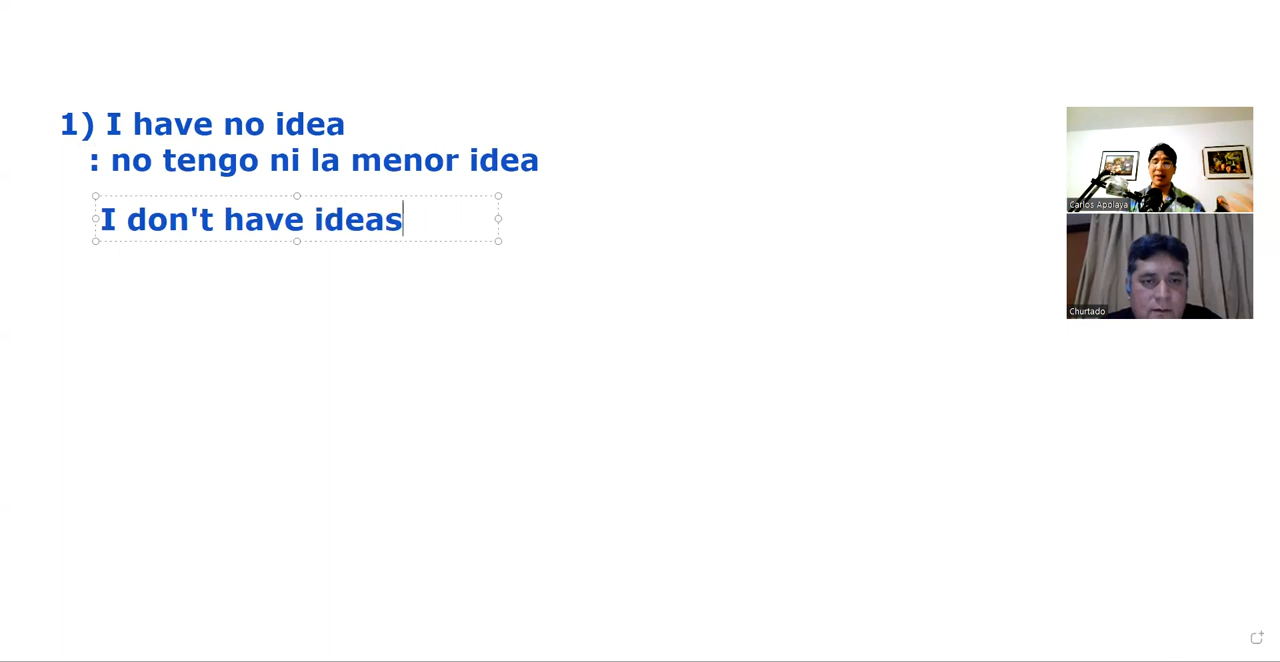 1) I have no idea
: no tengo ni la menor idea
I don't have ideas
Carlos Apolaya
Churtado